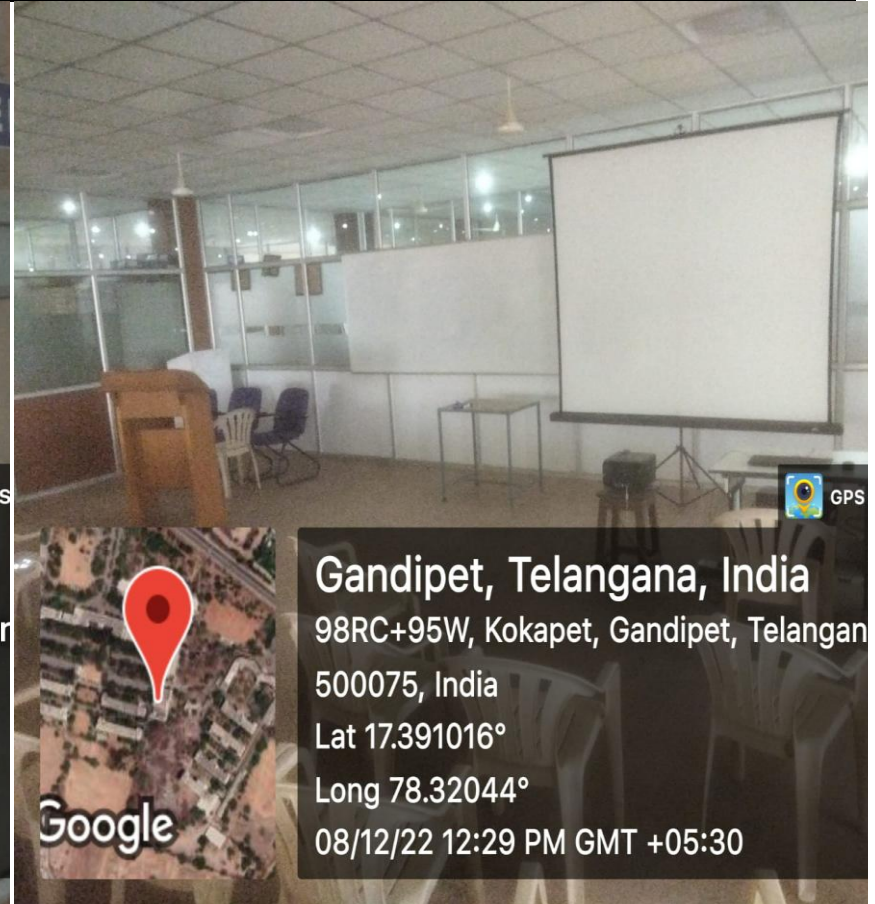 GPS
Gandipet, Telangana, India
98RC+95W, Kokapet, Gandipet, Telangan
500075, India
Lat 17.391016°
Long 78.32044°
08/12/22 12:29 PM GMT +05:30
Google